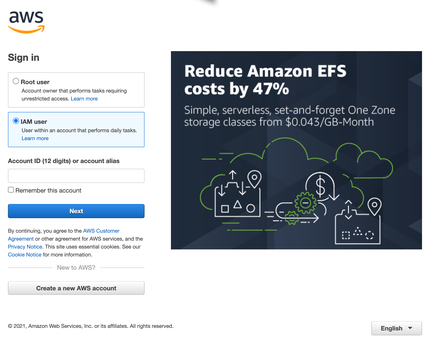 aws
Sign in
Root user
Account owner that performs tasks requiring
unrestricted access. Learn more
IAM user
User within an account that performs daily tasks.
Learn more
Account ID (12 digits) or account alias
Remember this account
Next
By continuing, you agree to the AWS Customer
Agreement or other agreement for AWS services, and the
Privacy Notice. This site uses essential cookies. See our
Cookie Notice for more information.
New to AWS?
Create a new AWS account
Reduce Amazon EFS
costs by 47%
Simple, serverless, set-and-forget One Zone
storage classes from $0.043/GB-Month
$
© 2021, Amazon Web Services, Inc. or its affiliates. All rights reserved.
English